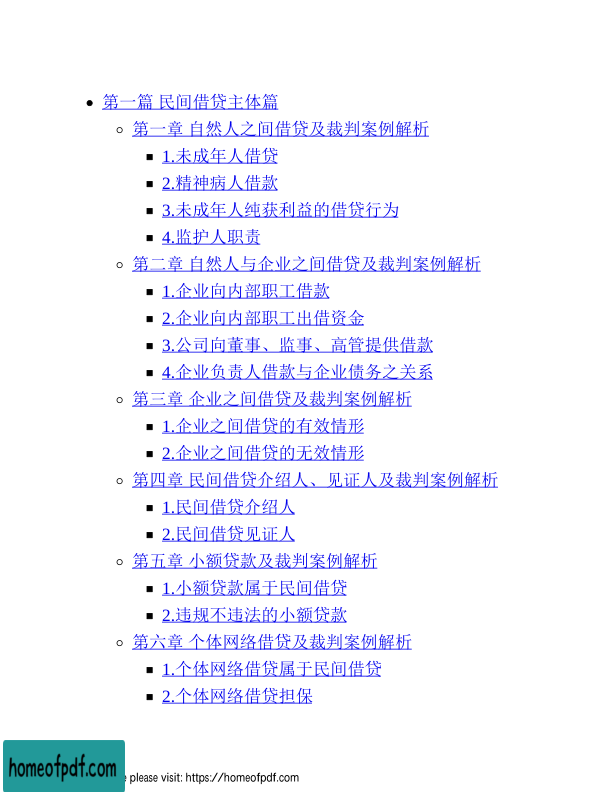 第一篇 民间借贷主体篇
第一章 自然人之间借贷及裁判案例解析
1.未成年人借贷
2.精神病人借款
3.未成年人纯获利益的借贷行为
4.监护人职责
第二章 自然人与企业之间借贷及裁判案例解析
1.企业向内部职工借款
2.企业向内部职工出借资金
3.公司向董事、监事、高管提供借款
4.企业负责人借款与企业债务之关系
第三章 企业之间借贷及裁判案例解析
1.企业之间借贷的有效情形
2.企业之间借贷的无效情形
第四章 民间借贷介绍人、见证人及裁判案例解析
1.民间借贷介绍人
2.民间借贷见证人
第五章 小额贷款及裁判案例解析
1.小额贷款属于民间借贷
2.违规不违法的小额贷款
第六章 个体网络借贷及裁判案例解析
1.个体网络借贷属于民间借贷
2.个体网络借贷担保
homeofpdf.com
please visit: https://homeofpdf.com